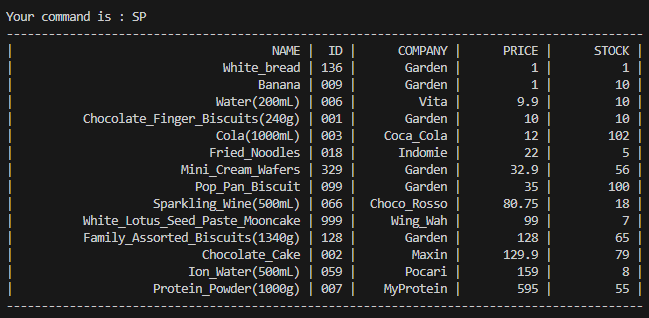 Your command is : SP
-------------------------------------------------------------------------------------------
|                                     NAME |  ID |          COMPANY |      PRICE |      STOCK |
|                              White_bread | 136 |           Garden |          1 |          1 |
|                                   Banana | 009 |           Garden |          1 |         10 |
|                             Water(200mL) | 006 |             Vita |        9.9 |         10 |
|          Chocolate_Finger_Biscuits(240g) | 001 |           Garden |         10 |         10 |
|                             Cola(1000mL) | 003 |        Coca_Cola |         12 |        102 |
|                            Fried_Noodles | 018 |          Indomie |         22 |          5 |
|                        Mini_Cream_Wafers | 329 |           Garden |       32.9 |         56 |
|                          Pop_Pan_Biscuit | 099 |           Garden |         35 |        100 |
|                    Sparkling_Wine(500mL) | 066 |      Choco_Rosso |      80.75 |         18 |
|          White_Lotus_Seed_Paste_Mooncake | 999 |         Wing_Wah |         99 |          7 |
|          Family_Assorted_Biscuits(1340g) | 128 |           Garden |        128 |         65 |
|                           Chocolate_Cake | 002 |            Maxin |      129.9 |         79 |
|                         Ion_Water(500mL) | 059 |           Pocari |        159 |          8 |
|                    Protein_Powder(1000g) | 007 |        MyProtein |        595 |         55 |
-------------------------------------------------------------------------------------------